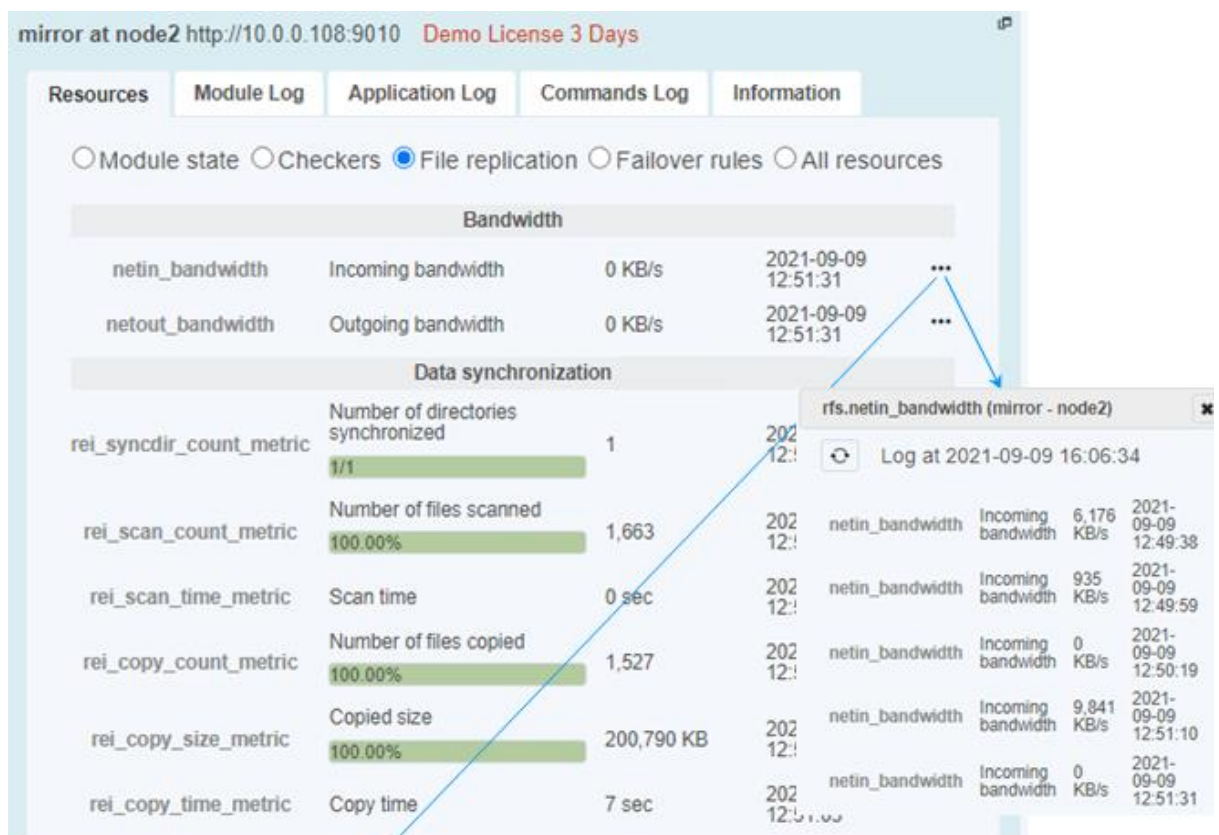 mirror at node2 http://10.0.0.108:9010 Demo License 3 Days
Resources Module Log Application Log Commands Log Information
Module state Checkers File replication Failover rules All resources
Bandwidth
netin_bandwidth Incoming bandwidth 0 KB/s 2021-09-09
12:51:31
netout_bandwidth Outgoing bandwidth 0 KB/s 2021-09-09
12:51:31
Data synchronization
Number of directories
synchronized
rei_syncdir_count_metric 1
1/1
Number of files scanned
rei_scan_count_metric 1,663
100.00%
rei_scan_time_metric Scan time 0 sec
Number of files copied
rei_copy_count_metric 1,527
100.00%
Copied size
rei_copy_size_metric 200,790 KB
100.00%
rei_copy_time_metric Copy time 7 sec
rfs.netin_bandwidth (mirror - node2)
Log at 2021-09-09 16:06:34
netin_bandwidth Incoming bandwidth 6,176 KB/s 2021-09-09 12:49:38
netin_bandwidth Incoming bandwidth 935 KB/s 2021-09-09 12:49:59
netin_bandwidth Incoming bandwidth 0 KB/s 2021-09-09 12:50:19
netin_bandwidth Incoming bandwidth 9,841 KB/s 2021-09-09 12:51:10
netin_bandwidth Incoming bandwidth 0 KB/s 2021-09-09 12:51:31